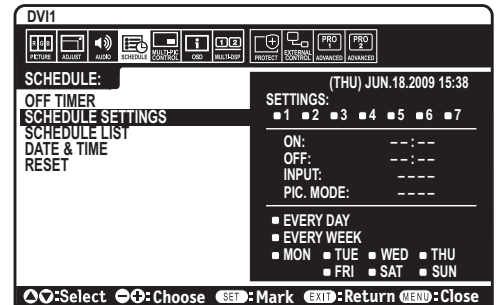 DVI1
RGB
PRO 1 PRO 2
PICTURE ADJUST AUDIO SCHEDULE MULTI-PIC CONTROL OSD MULTI-DSP PROTECT EXTERNAL CONTROL ADVANCED ADVANCED
SCHEDULE:
OFF TIMER
SCHEDULE SETTINGS
SCHEDULE LIST
DATE & TIME
RESET
(THU) JUN.18.2009 15:38
SETTINGS:
1 2 3 4 5 6 7
ON: --:--
OFF: --:--
INPUT: ----
PIC. MODE: ----
EVERY DAY
EVERY WEEK
MON TUE WED THU
FRI SAT SUN
:Select :Choose SET:Mark EXIT:Return MENU:Close